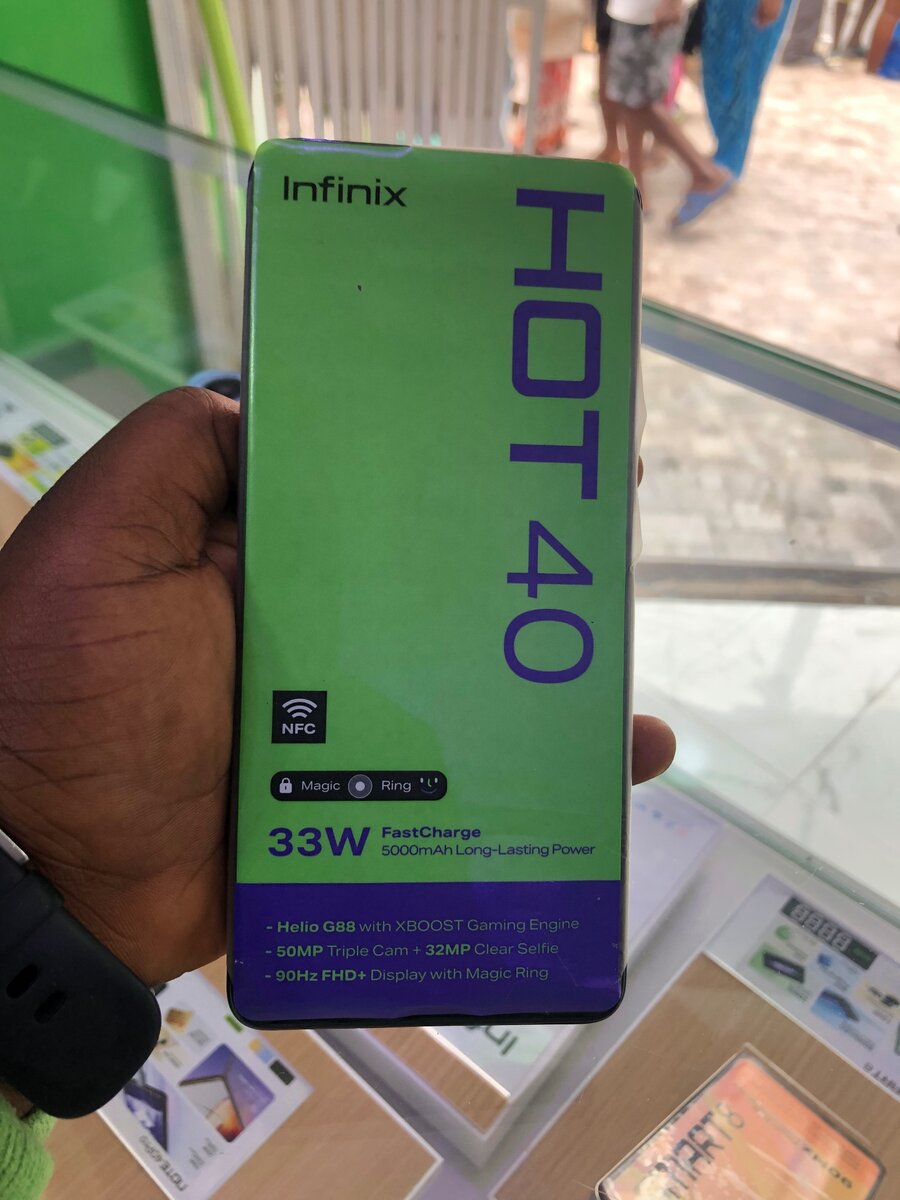 Infinix
HOT 40
NFC
Magic Ring
33W FastCharge
5000mAh Long-Lasting Power
- Helio G88 with XBOOST Gaming Engine
- 50MP Triple Cam + 32MP Clear Selfie
- 90Hz FHD+ Display with Magic Ring
90Hz